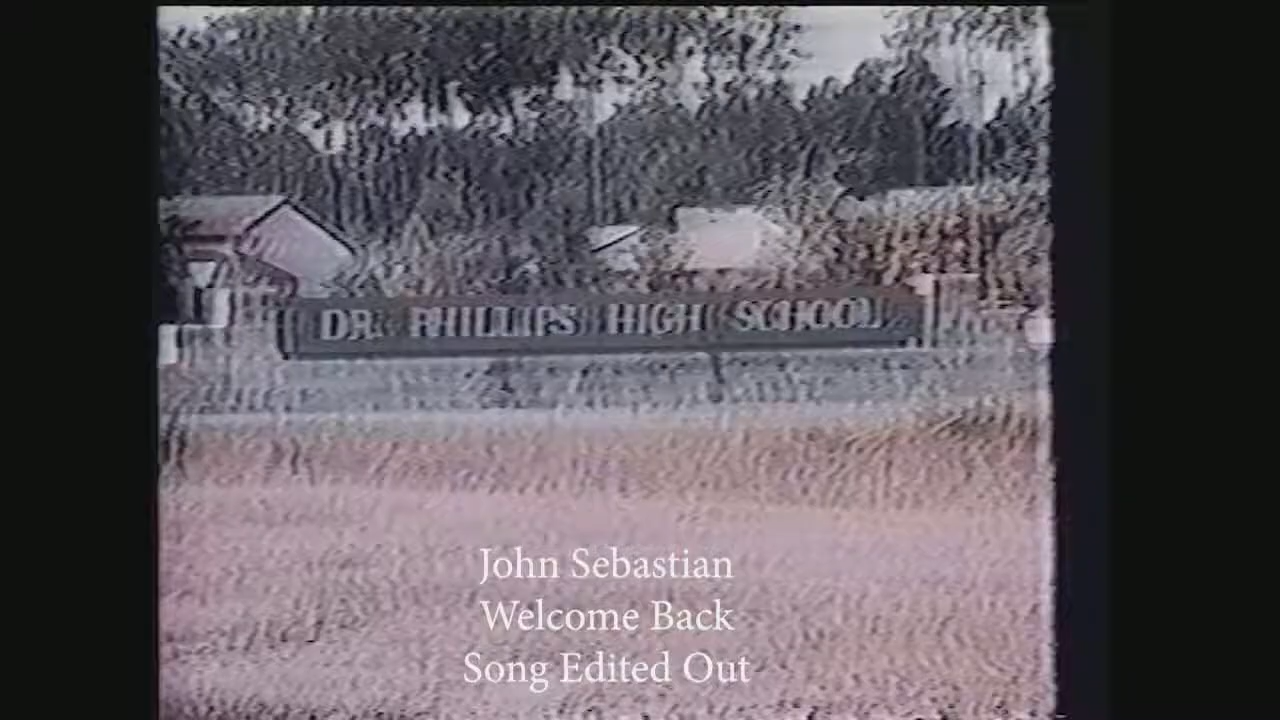 DR. PHILLIPS HIGH SCHOOL
John Sebastian
Welcome Back
Song Edited Out